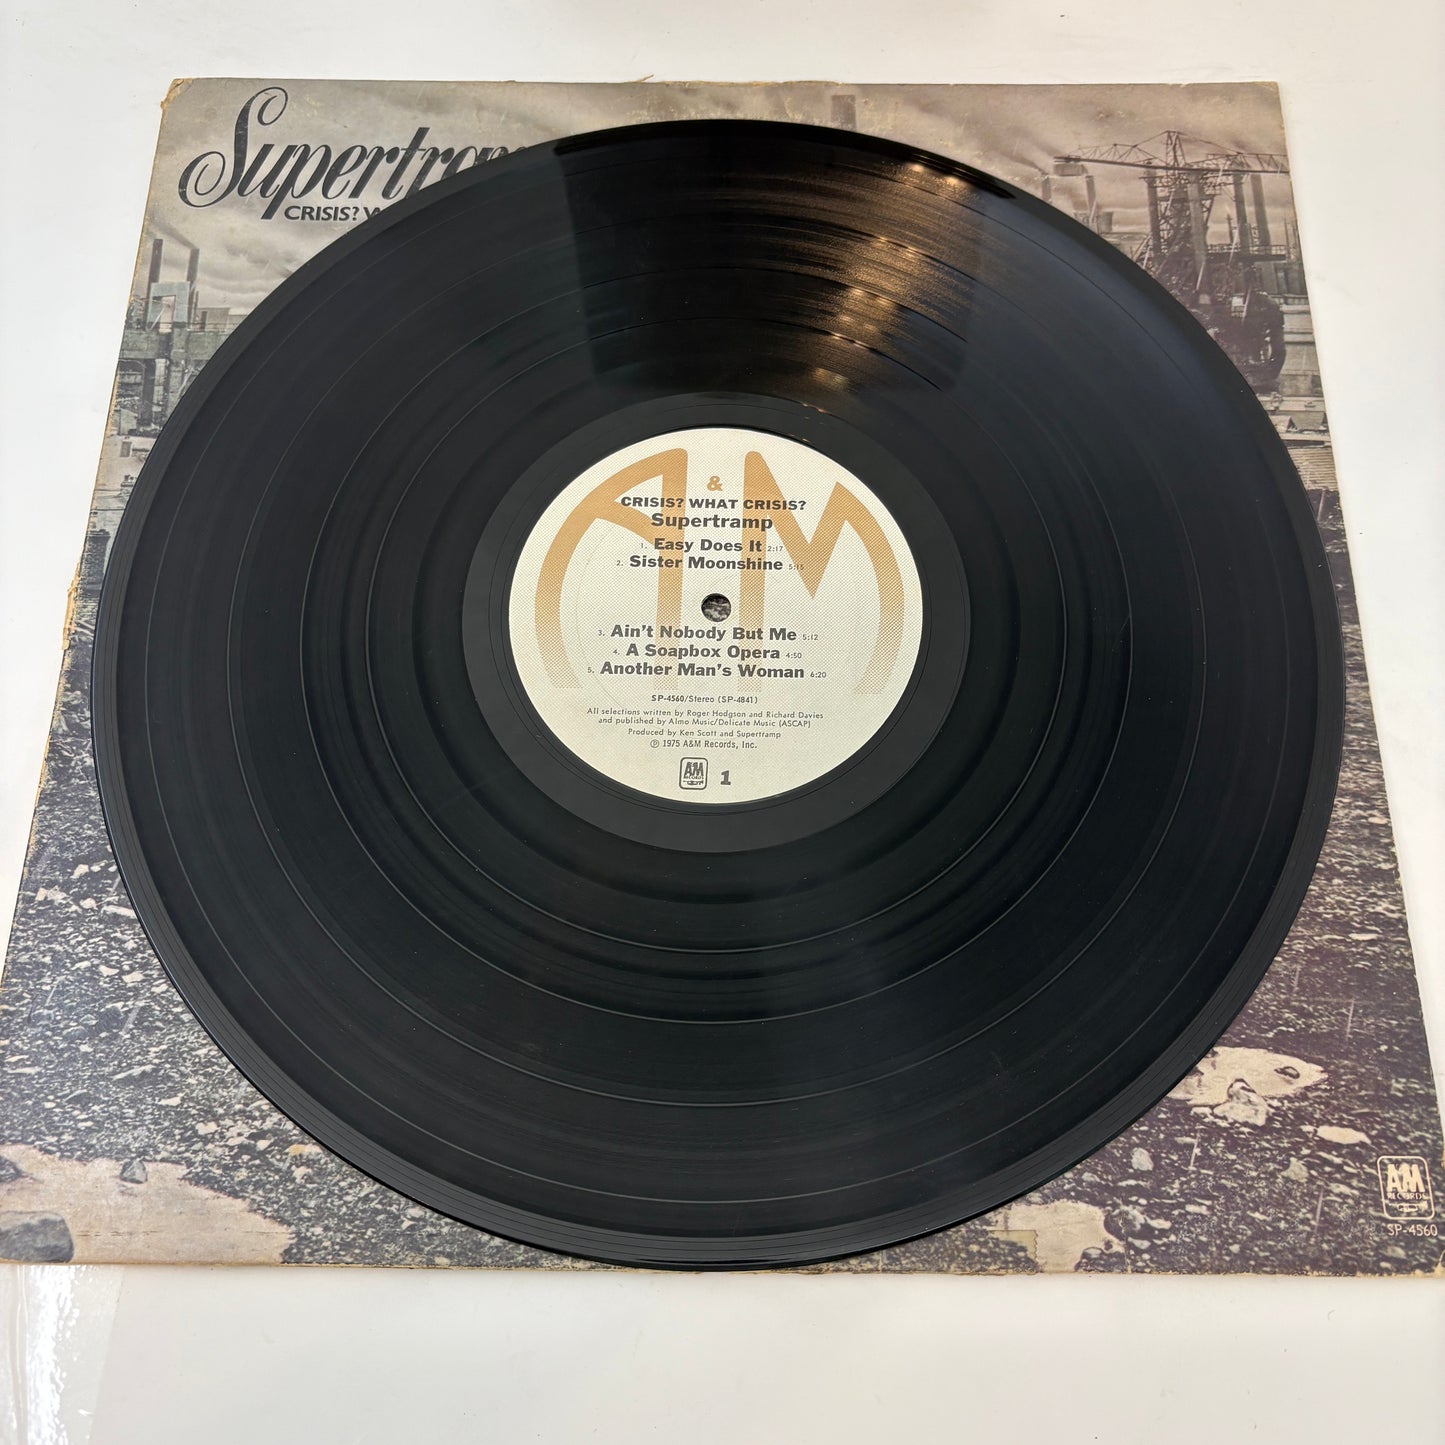 Supertra
CRISIS? W
&
CRISIS? WHAT CRISIS?
Supertramp
1. Easy Does It 2:17
2. Sister Moonshine 5:15
3. Ain't Nobody But Me 5:12
4. A Soapbox Opera 4:50
5. Another Man's Woman 6:20
SP-4560/Stereo (SP-4841)
All selections written by Roger Hodgson and Richard Davies
and published by Almo Music/Delicate Music (ASCAP)
Produced by Ken Scott and Supertramp
℗ 1975 A&M Records, Inc.
A&M
RECORDS
1
A&M
RECORDS
SP-4560